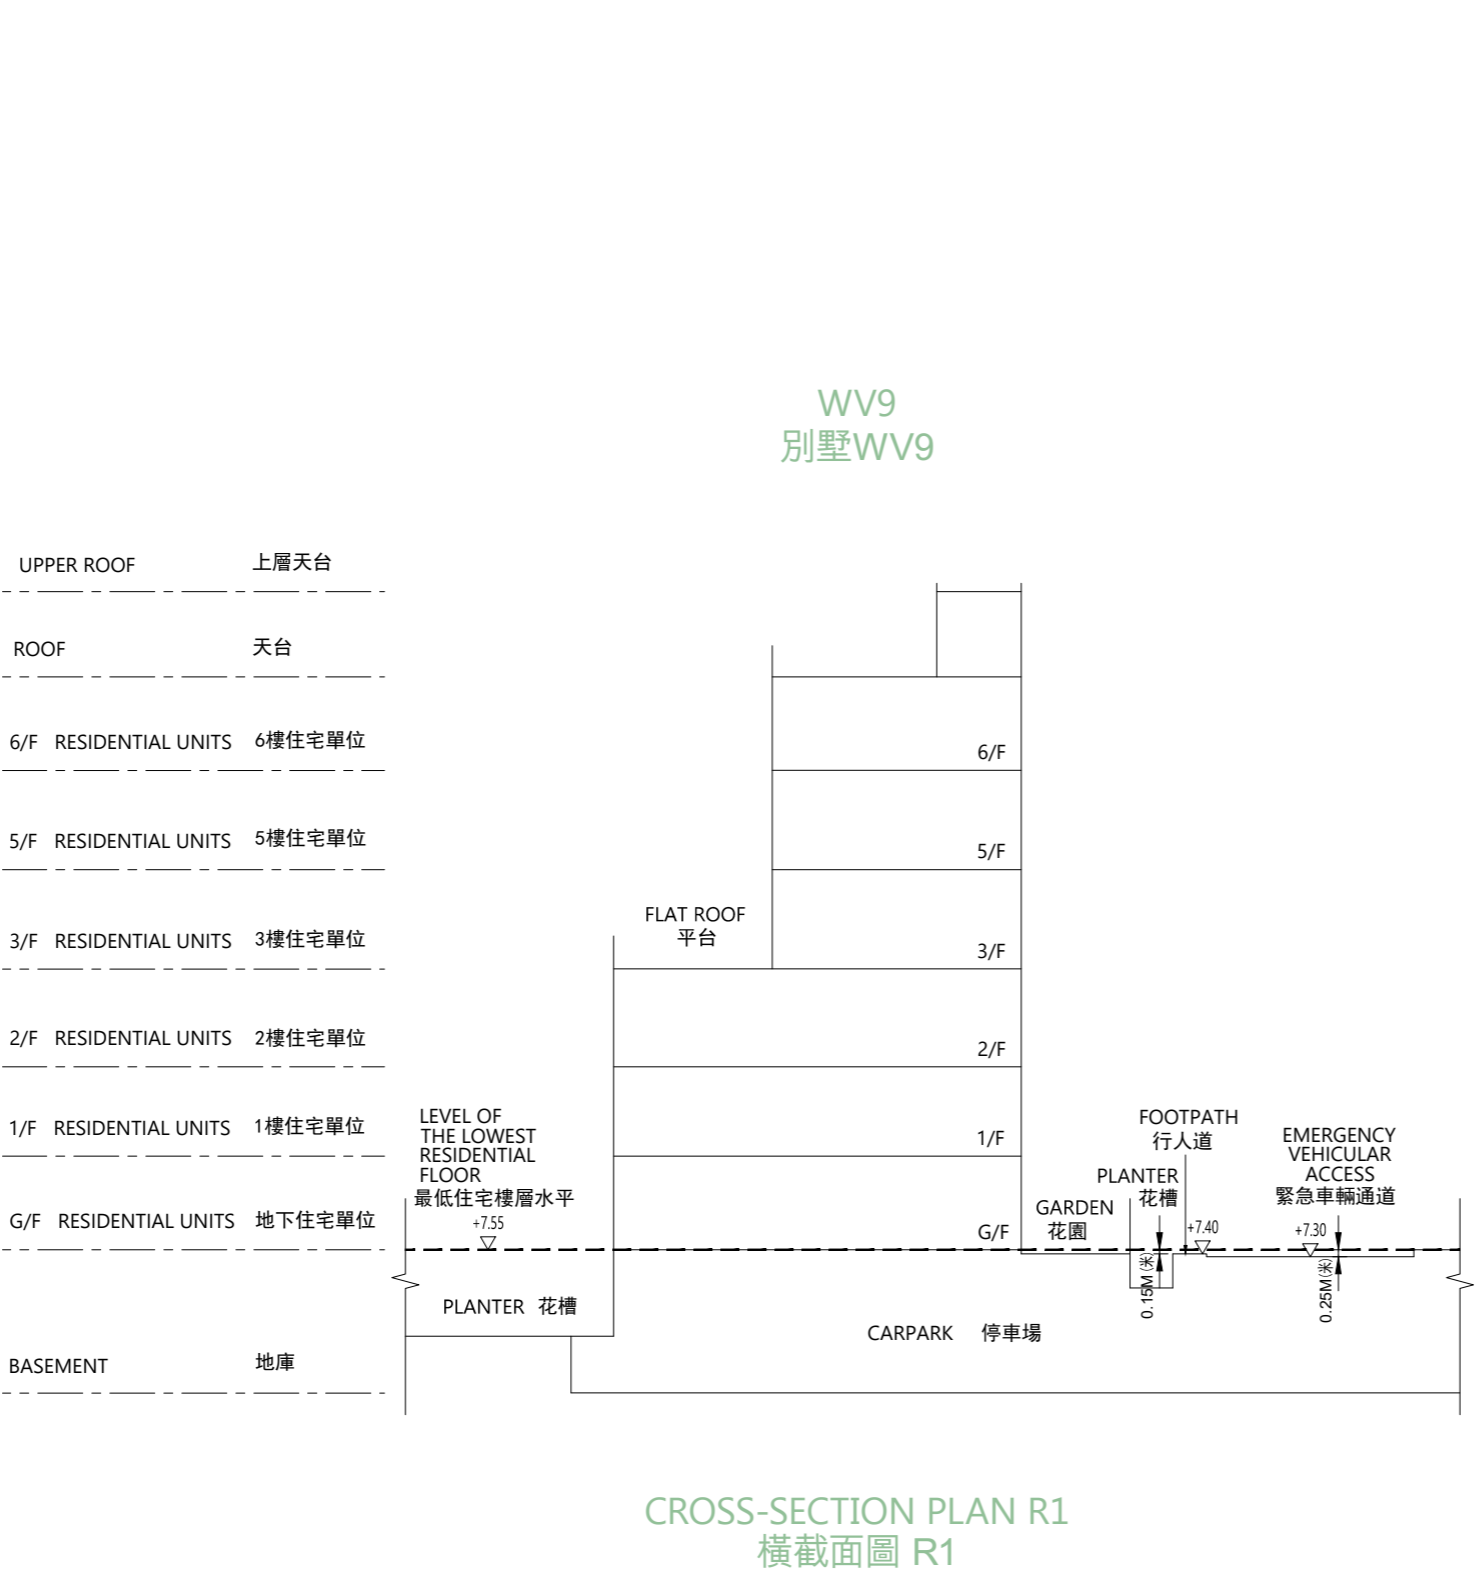 WV9
別墅WV9
UPPER ROOF 上層天台
ROOF 天台
6/F RESIDENTIAL UNITS 6樓住宅單位
6/F
5/F RESIDENTIAL UNITS 5樓住宅單位
5/F
FLAT ROOF
平台
3/F RESIDENTIAL UNITS 3樓住宅單位
3/F
2/F RESIDENTIAL UNITS 2樓住宅單位
2/F
1/F RESIDENTIAL UNITS 1樓住宅單位
LEVEL OF
THE LOWEST
RESIDENTIAL
FLOOR
最低住宅樓層水平
+7.55
1/F
FOOTPATH
行人道
PLANTER
花槽
EMERGENCY
VEHICULAR
ACCESS
緊急車輛通道
GARDEN
花園
G/F RESIDENTIAL UNITS 地下住宅單位
G/F
+7.40
+7.30
0.15M(米)
0.25M(米)
PLANTER 花槽
CARPARK 停車場
BASEMENT 地庫
CROSS-SECTION PLAN R1
橫截面圖 R1